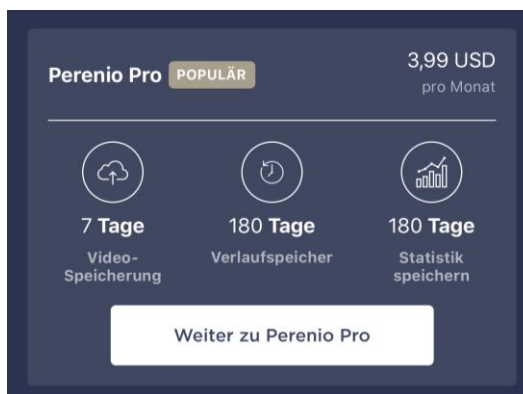 Perenio Pro POPULÄR
3,99 USD
pro Monat
7 Tage
Video-
Speicherung
180 Tage
Verlaufspeicher
180 Tage
Statistik
speichern
Weiter zu Perenio Pro